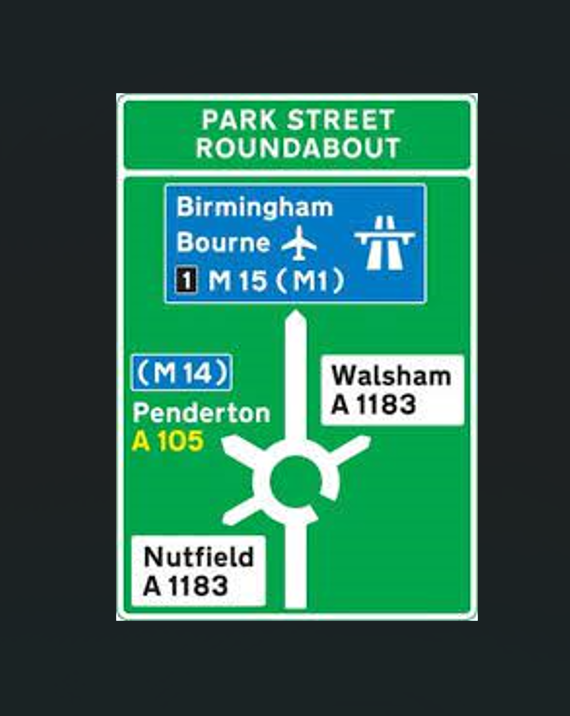 PARK STREET
ROUNDABOUT
Birmingham
Bourne
1 M 15 (M1)
(M 14)
Penderton
A 105
Walsham
A 1183
Nutfield
A 1183